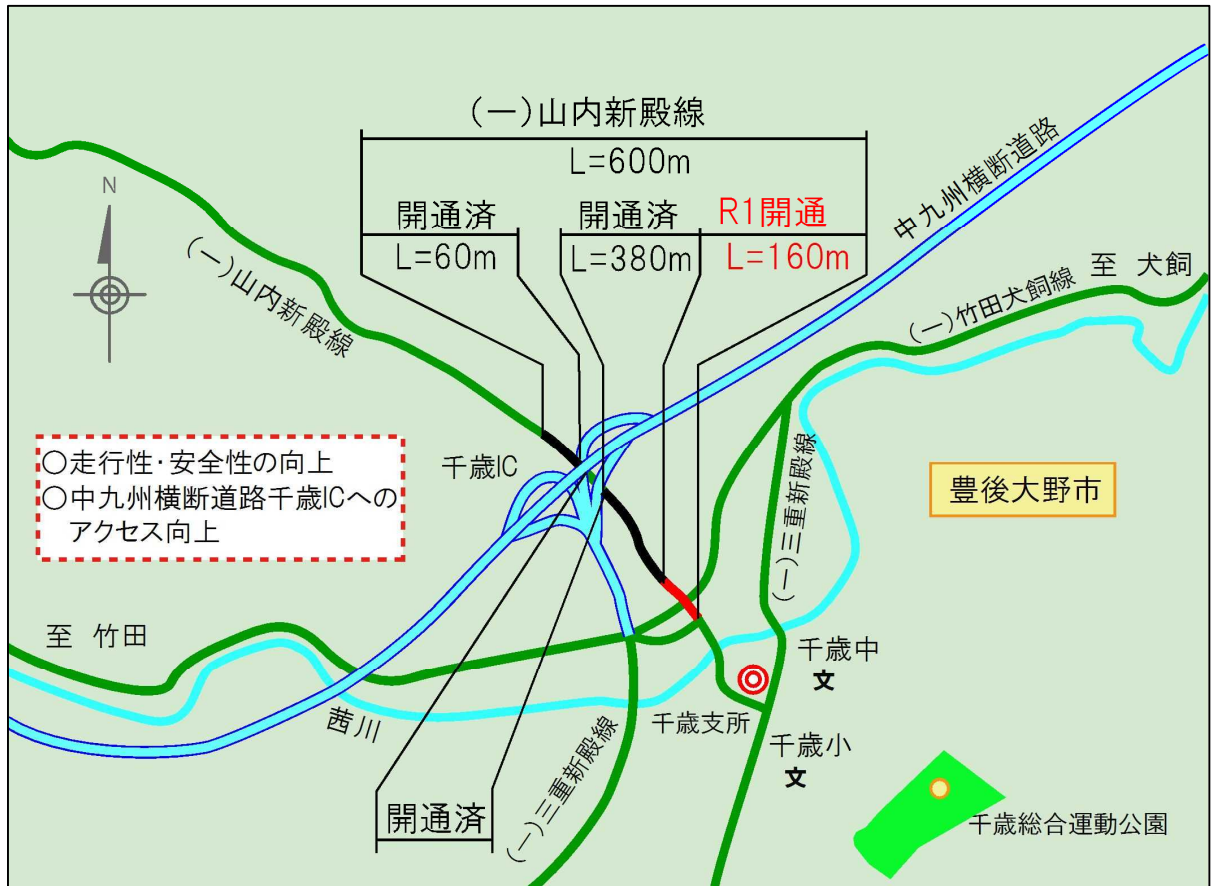 (一)山内新殿線
L=600m
開通済
開通済
R1開通
L=60m
L=380m
L=160m
中九州横断道路
N
(一)山内新殿線
(一)竹田犬飼線
至 犬飼
千歳IC
○走行性・安全性の向上
○中九州横断道路千歳ICへの
アクセス向上
(一)三重新殿線
豊後大野市
至 竹田
千歳中
文
茜川
千歳支所
千歳小
文
開通済
(一)三重新殿線
千歳総合運動公園